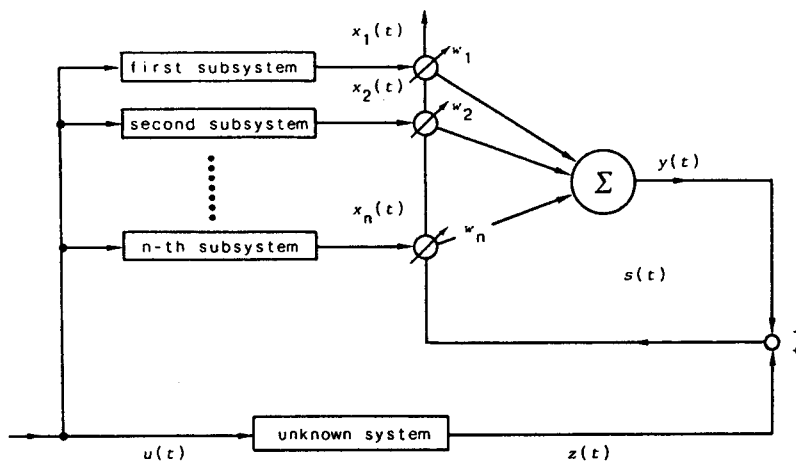 x1(t)
w1
first subsystem
x2(t)
w2
second subsystem
Σ
y(t)
xn(t)
wn
n-th subsystem
s(t)
unknown system
u(t)
z(t)